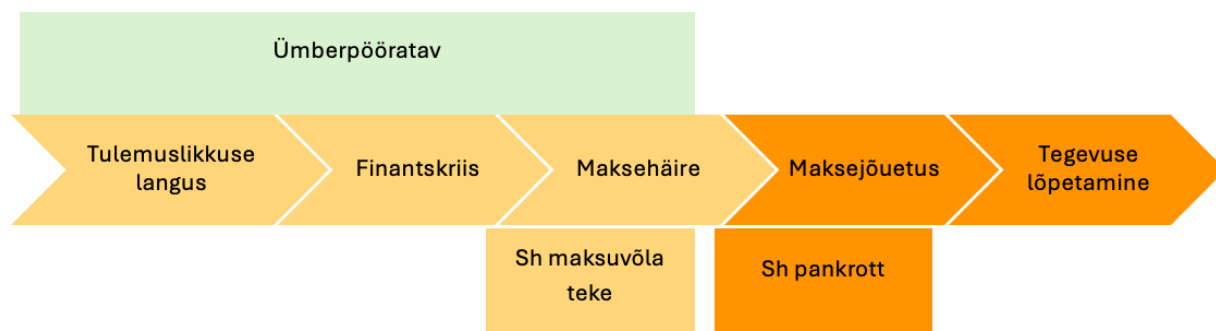 Ümberpööratav
Tulemuslikkuse
langus
Finantskriis
Maksehäire
Maksejõuetus
Tegevuse
lõpetamine
Sh maksuvõla
teke
Sh pankrott